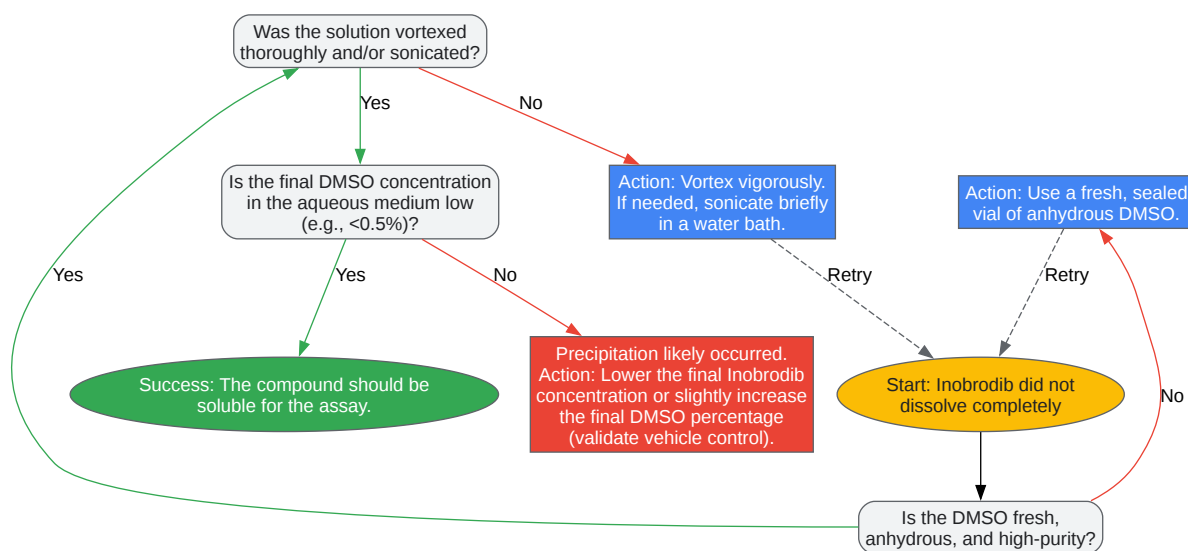 Was the solution vortexed
thoroughly and/or sonicated?
Yes
No
Is the final DMSO concentration
in the aqueous medium low
(e.g., <0.5%)?
Action: Vortex vigorously.
If needed, sonicate briefly
in a water bath.
Action: Use a fresh, sealed
vial of anhydrous DMSO.
Yes
Yes
No
Retry
Retry
Success: The compound should be
soluble for the assay.
Precipitation likely occurred.
Action: Lower the final Inobrodib
concentration or slightly increase
the final DMSO percentage
(validate vehicle control).
Start: Inobrodib did not
dissolve completely
No
Is the DMSO fresh,
anhydrous, and high-purity?